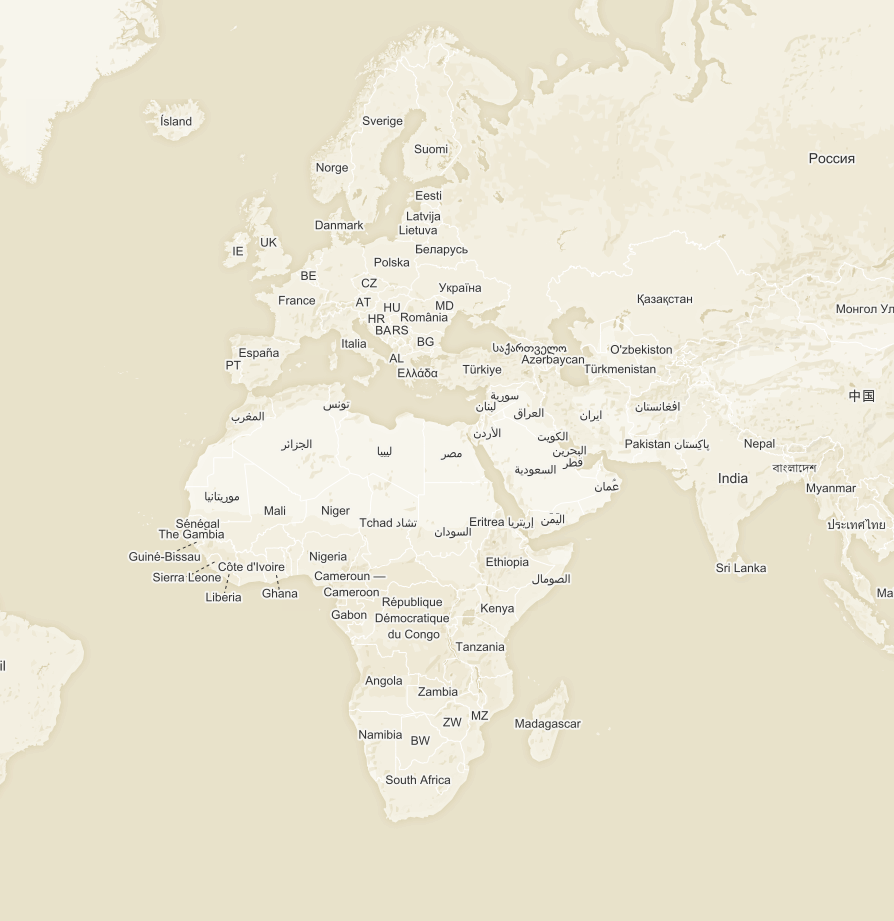 Ísland
Sverige
Suomi
Россия
Norge
Eesti
Latvija
Danmark
Lietuva
IE
UK
Беларусь
Polska
BE
CZ
Україна
France
AT
HU
MD
Қазақстан
HR
România
Монгол Ул
BA
RS
Italia
BG
España
PT
AL
Ελλάδα
საქართველო
Azərbaycan
O'zbekiston
Türkiye
Türkmenistan
中国
تونس
المغرب
سورية
لبنان
العراق
ایران
افغانستان
الجزائر
ليبيا
مصر
الأردن
الكويت
Pakistan پاکستان
Nepal
البحرين
قطر
السعودية
India
বাংলাদেশ
موريتانيا
عمان
Myanmar
Mali
Niger
Tchad تشاد
السودان
Eritrea إريتريا
اليمن
ประเทศไทย
Sénégal
The Gambia
Guiné-Bissau
Sierra Leone
Côte d'Ivoire
Liberia
Ghana
Nigeria
Ethiopia
الصومال
Sri Lanka
Cameroun —
Cameroon
Gabon
République
Démocratique
du Congo
Kenya
Ma
Tanzania
il
Angola
Zambia
ZW
MZ
Madagascar
Namibia
BW
South Africa